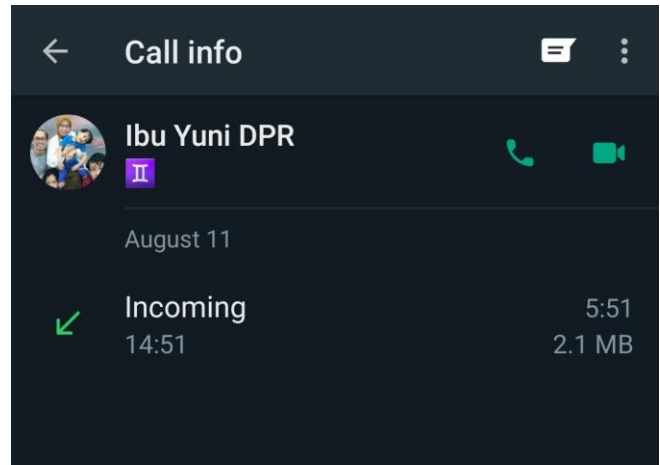 Call info
Ibu Yuni DPR
♊
August 11
Incoming 5:51
14:51 2.1 MB